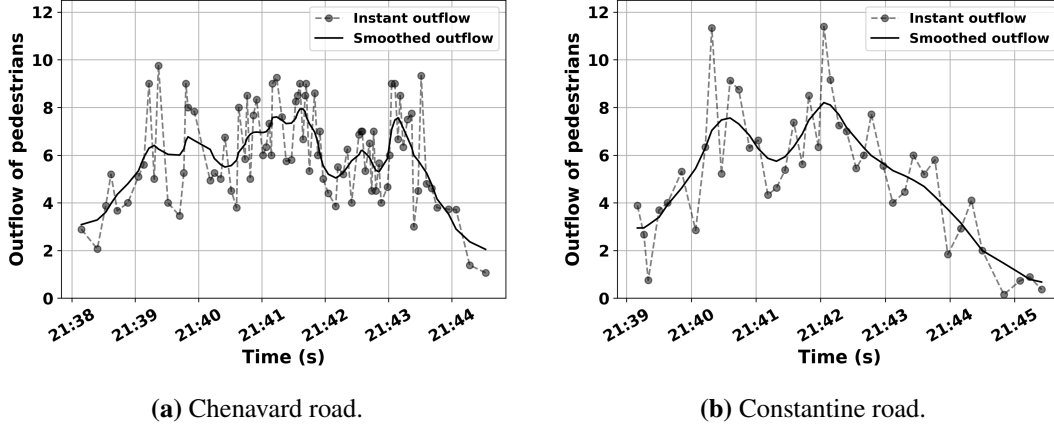 Outflow of pedestrians
12
10
8
6
4
2
0
Instant outflow
Smoothed outflow
21:38
21:39
21:40
21:41
21:42
21:43
21:44
Time (s)
(a) Chenavard road.
Outflow of pedestrians
12
10
8
6
4
2
0
Instant outflow
Smoothed outflow
21:39
21:40
21:41
21:42
21:43
21:44
21:45
Time (s)
(b) Constantine road.